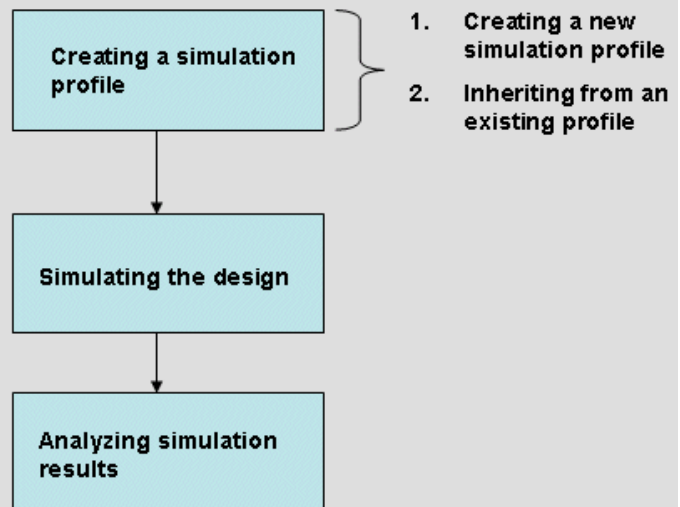 Creating a simulation
profile
1. Creating a new
simulation profile
2. Inheriting from an
existing profile
Simulating the design
Analyzing simulation
results